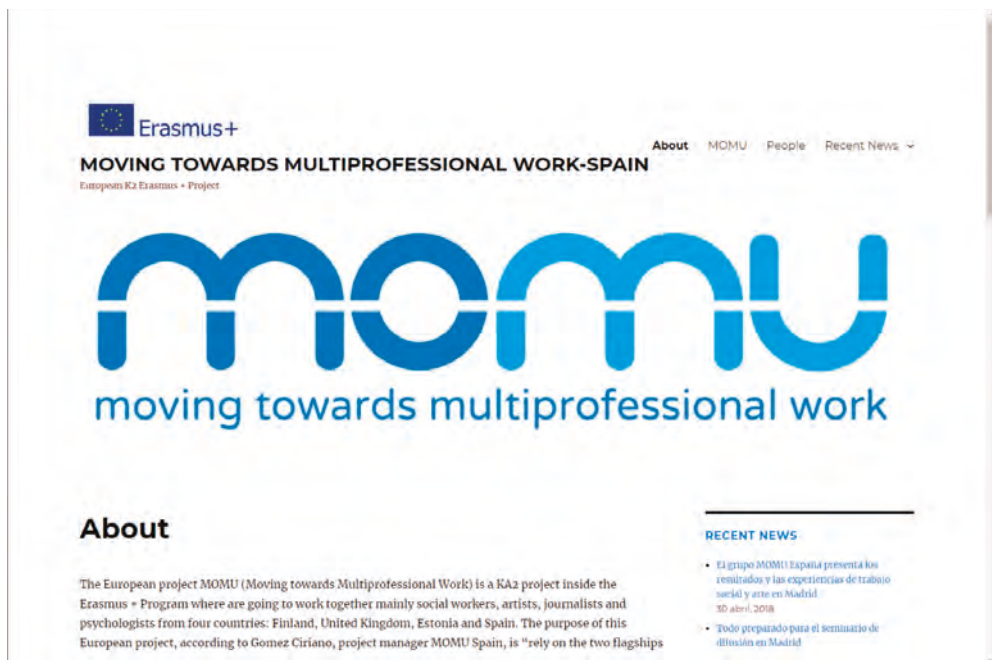 Erasmus+
MOVING TOWARDS MULTIPROFESSIONAL WORK-SPAIN
European K2 Erasmus + Project
About MOMU People Recent News
momu
moving towards multiprofessional work
About
The European project MOMU (Moving towards Multiprofessional Work) is a KA2 project inside the
Erasmus + Program where are going to work together mainly social workers, artists, journalists and
psychologists from four countries: Finland, United Kingdom, Estonia and Spain. The purpose of this
European project, according to Gomez Ciriano, project manager MOMU Spain, is “rely on the two flagships
RECENT NEWS
• El grupo MOMU España presenta los
resultados y las experiencias de trabajo
social y arte en Madrid
30 abril, 2018
• Todo preparado para el seminario de
difusión en Madrid